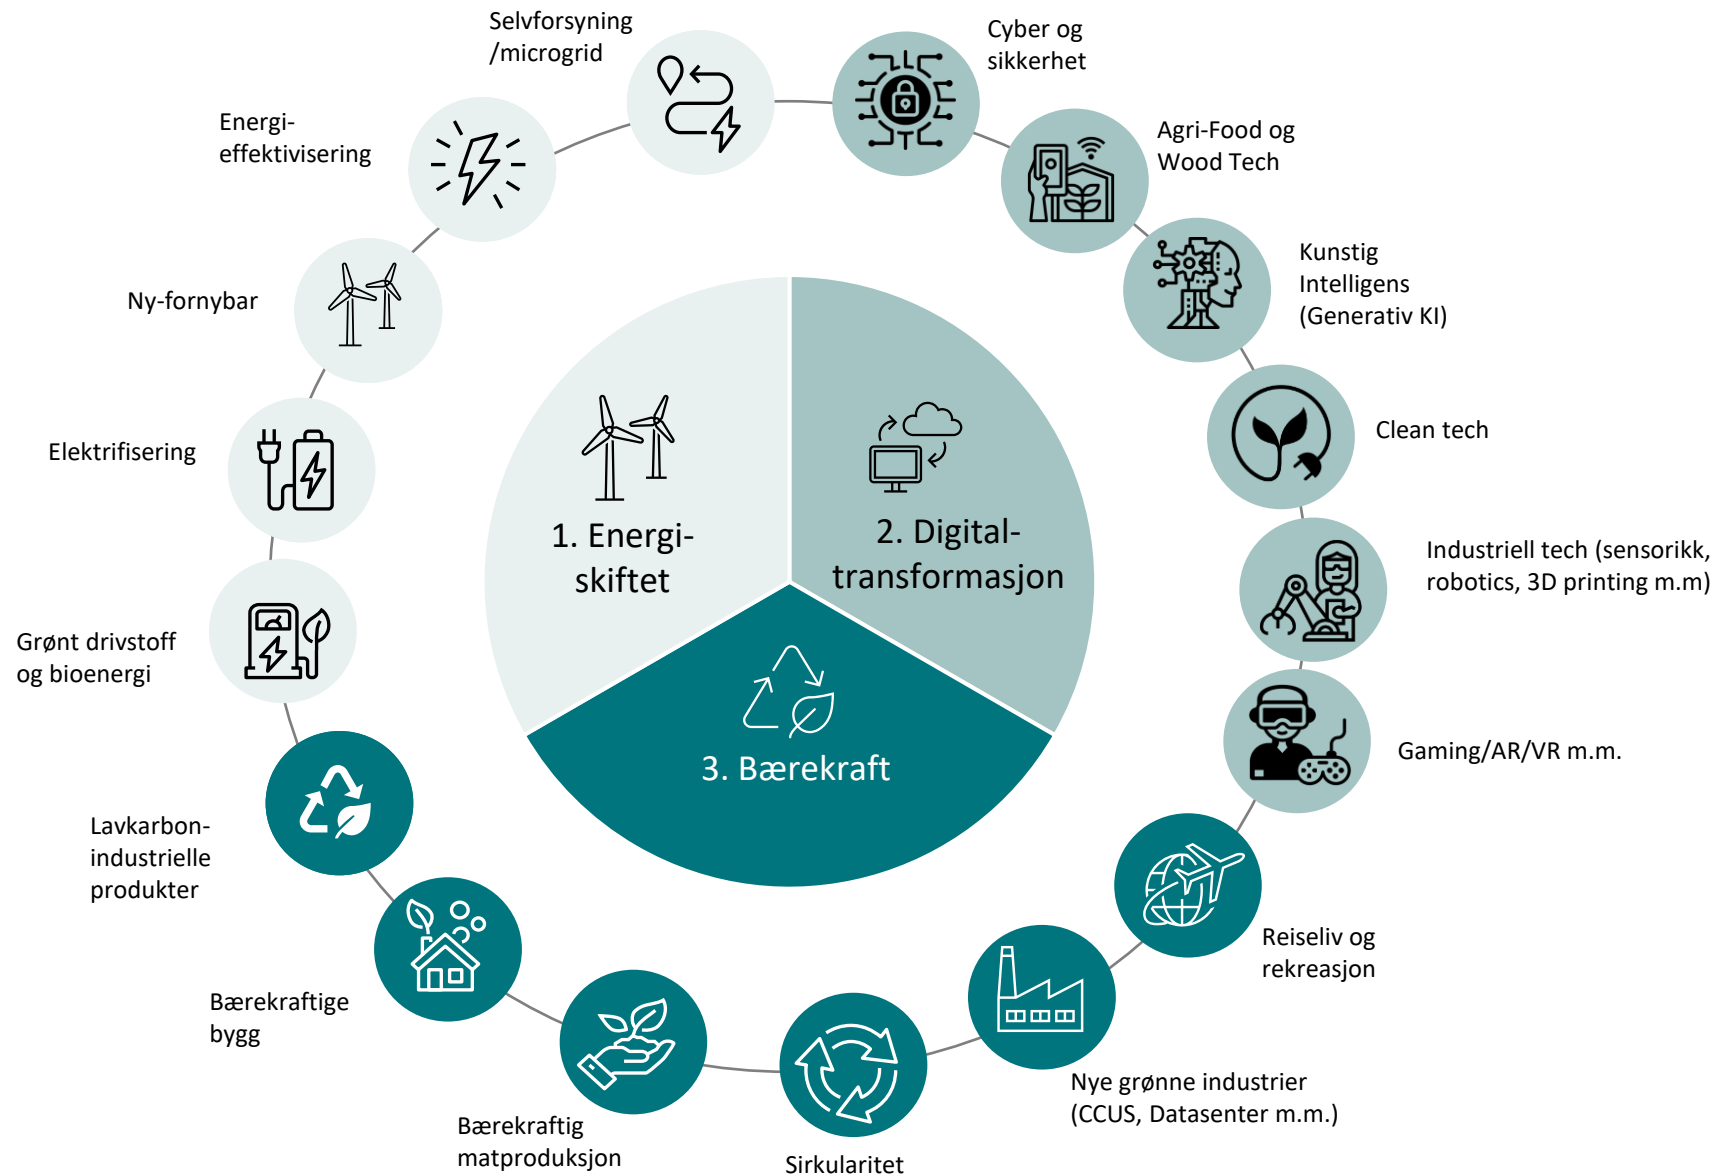 Selvforsyning
/microgrid
Cyber og
sikkerhet
Energi-
effektivisering
Agri-Food og
Wood Tech
Ny-fornybar
Kunstig
Intelligens
(Generativ KI)
Elektrifisering
Clean tech
1. Energi-
skiftet
2. Digital-
transformasjon
Industriell tech (sensorikk,
robotics, 3D printing m.m)
Grønt drivstoff
og bioenergi
3. Bærekraft
Gaming/AR/VR m.m.
Lavkarbon-
industrielle
produkter
Reiseliv og
rekreasjon
Bærekraftige
bygg
Nye grønne industrier
(CCUS, Datasenter m.m.)
Bærekraftig
matproduksjon
Sirkularitet